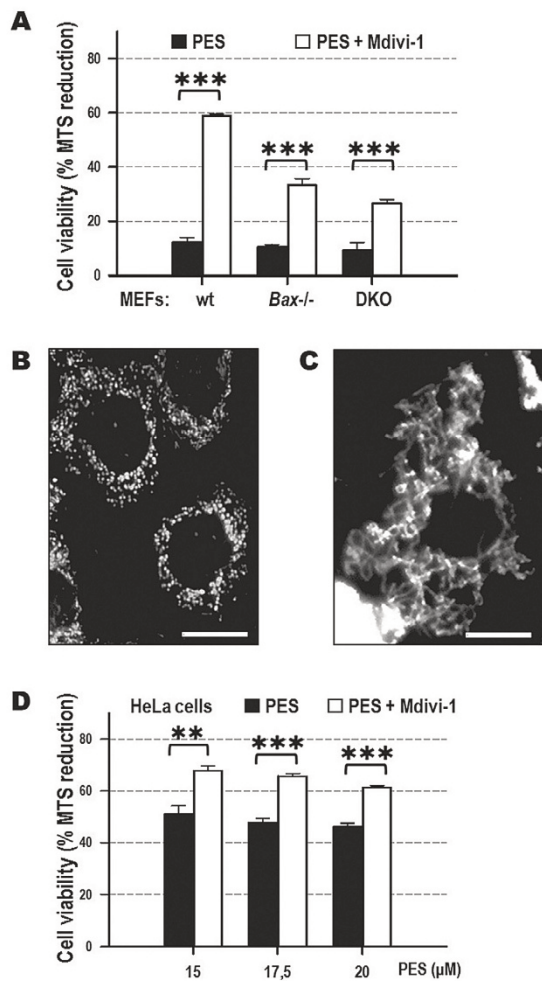 A
PES PES + Mdivi-1
Cell viability (% MTS reduction)
80
60
40
20
0
***
***
***
MEFs: wt Bax-/- DKO
B
C
D
HeLa cells PES PES + Mdivi-1
Cell viability (% MTS reduction)
80
60
40
20
0
**
***
***
15 17,5 20 PES (µM)